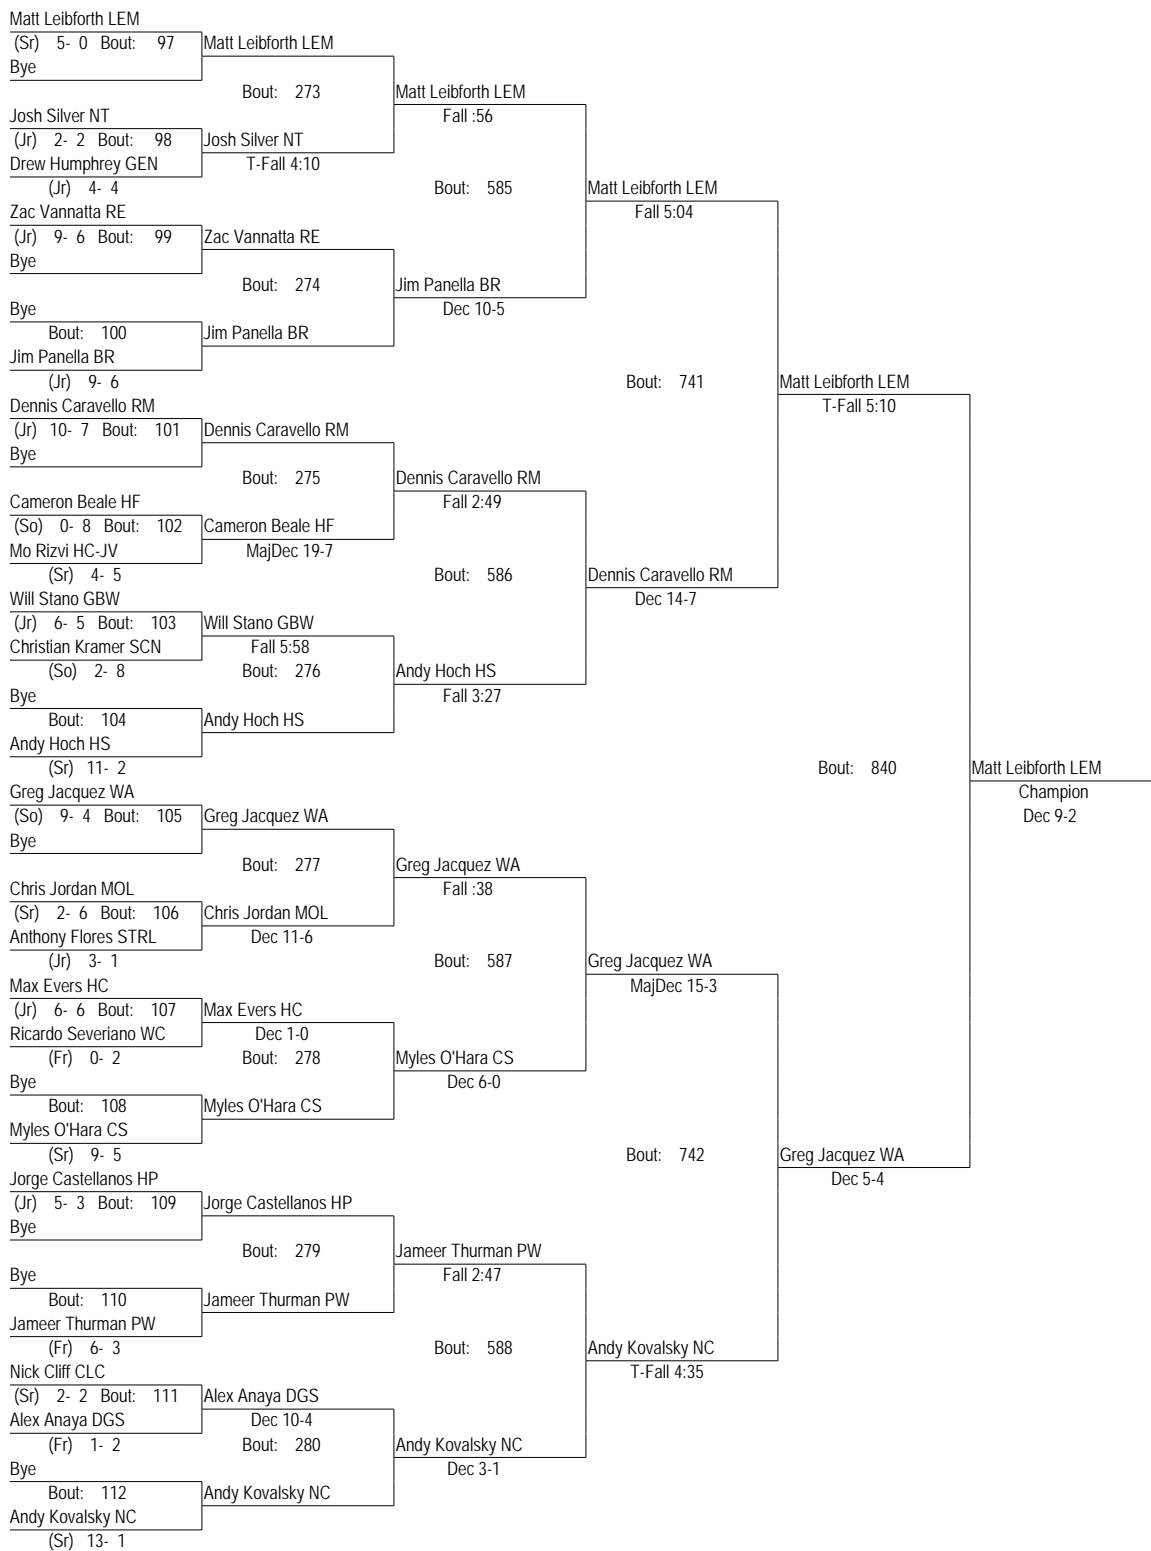 Matt Leibforth LEM
(Sr) 5- 0 Bout: 97 Matt Leibforth LEM
Bye
Bout: 273 Matt Leibforth LEM
Josh Silver NT Fall :56
(Jr) 2- 2 Bout: 98 Josh Silver NT
Drew Humphrey GEN T-Fall 4:10
(Jr) 4- 4 Bout: 585 Matt Leibforth LEM
Zac Vannatta RE Fall 5:04
(Jr) 9- 6 Bout: 99 Zac Vannatta RE
Bye
Bout: 274 Jim Panella BR
Bye Dec 10-5
Bout: 100 Jim Panella BR
Jim Panella BR
(Jr) 9- 6 Bout: 741 Matt Leibforth LEM
Dennis Caravello RM T-Fall 5:10
(Jr) 10- 7 Bout: 101 Dennis Caravello RM
Bye
Bout: 275 Dennis Caravello RM
Cameron Beale HF Fall 2:49
(So) 0- 8 Bout: 102 Cameron Beale HF
Mo Rizvi HC-JV MajDec 19-7
(Sr) 4- 5 Bout: 586 Dennis Caravello RM
Will Stano GBW Dec 14-7
(Jr) 6- 5 Bout: 103 Will Stano GBW
Christian Kramer SCN Fall 5:58
(So) 2- 8 Bout: 276 Andy Hoch HS
Bye Fall 3:27
Bout: 104 Andy Hoch HS
Andy Hoch HS
(Sr) 11- 2 Bout: 840 Matt Leibforth LEM
Greg Jacquez WA Champion
(So) 9- 4 Bout: 105 Greg Jacquez WA Dec 9-2
Bye
Bout: 277 Greg Jacquez WA
Chris Jordan MOL Fall :38
(Sr) 2- 6 Bout: 106 Chris Jordan MOL
Anthony Flores STRL Dec 11-6
(Jr) 3- 1 Bout: 587 Greg Jacquez WA
Max Evers HC MajDec 15-3
(Jr) 6- 6 Bout: 107 Max Evers HC
Ricardo Severiano WC Dec 1-0
(Fr) 0- 2 Bout: 278 Myles O'Hara CS
Bye Dec 6-0
Bout: 108 Myles O'Hara CS
Myles O'Hara CS
(Sr) 9- 5 Bout: 742 Greg Jacquez WA
Jorge Castellanos HP Dec 5-4
(Jr) 5- 3 Bout: 109 Jorge Castellanos HP
Bye
Bout: 279 Jameer Thurman PW
Bye Fall 2:47
Bout: 110 Jameer Thurman PW
Jameer Thurman PW
(Fr) 6- 3 Bout: 588 Andy Kovalsky NC
Nick Cliff CLC T-Fall 4:35
(Sr) 2- 2 Bout: 111 Alex Anaya DGS
Alex Anaya DGS Dec 10-4
(Fr) 1- 2 Bout: 280 Andy Kovalsky NC
Bye Dec 3-1
Bout: 112 Andy Kovalsky NC
Andy Kovalsky NC
(Sr) 13- 1